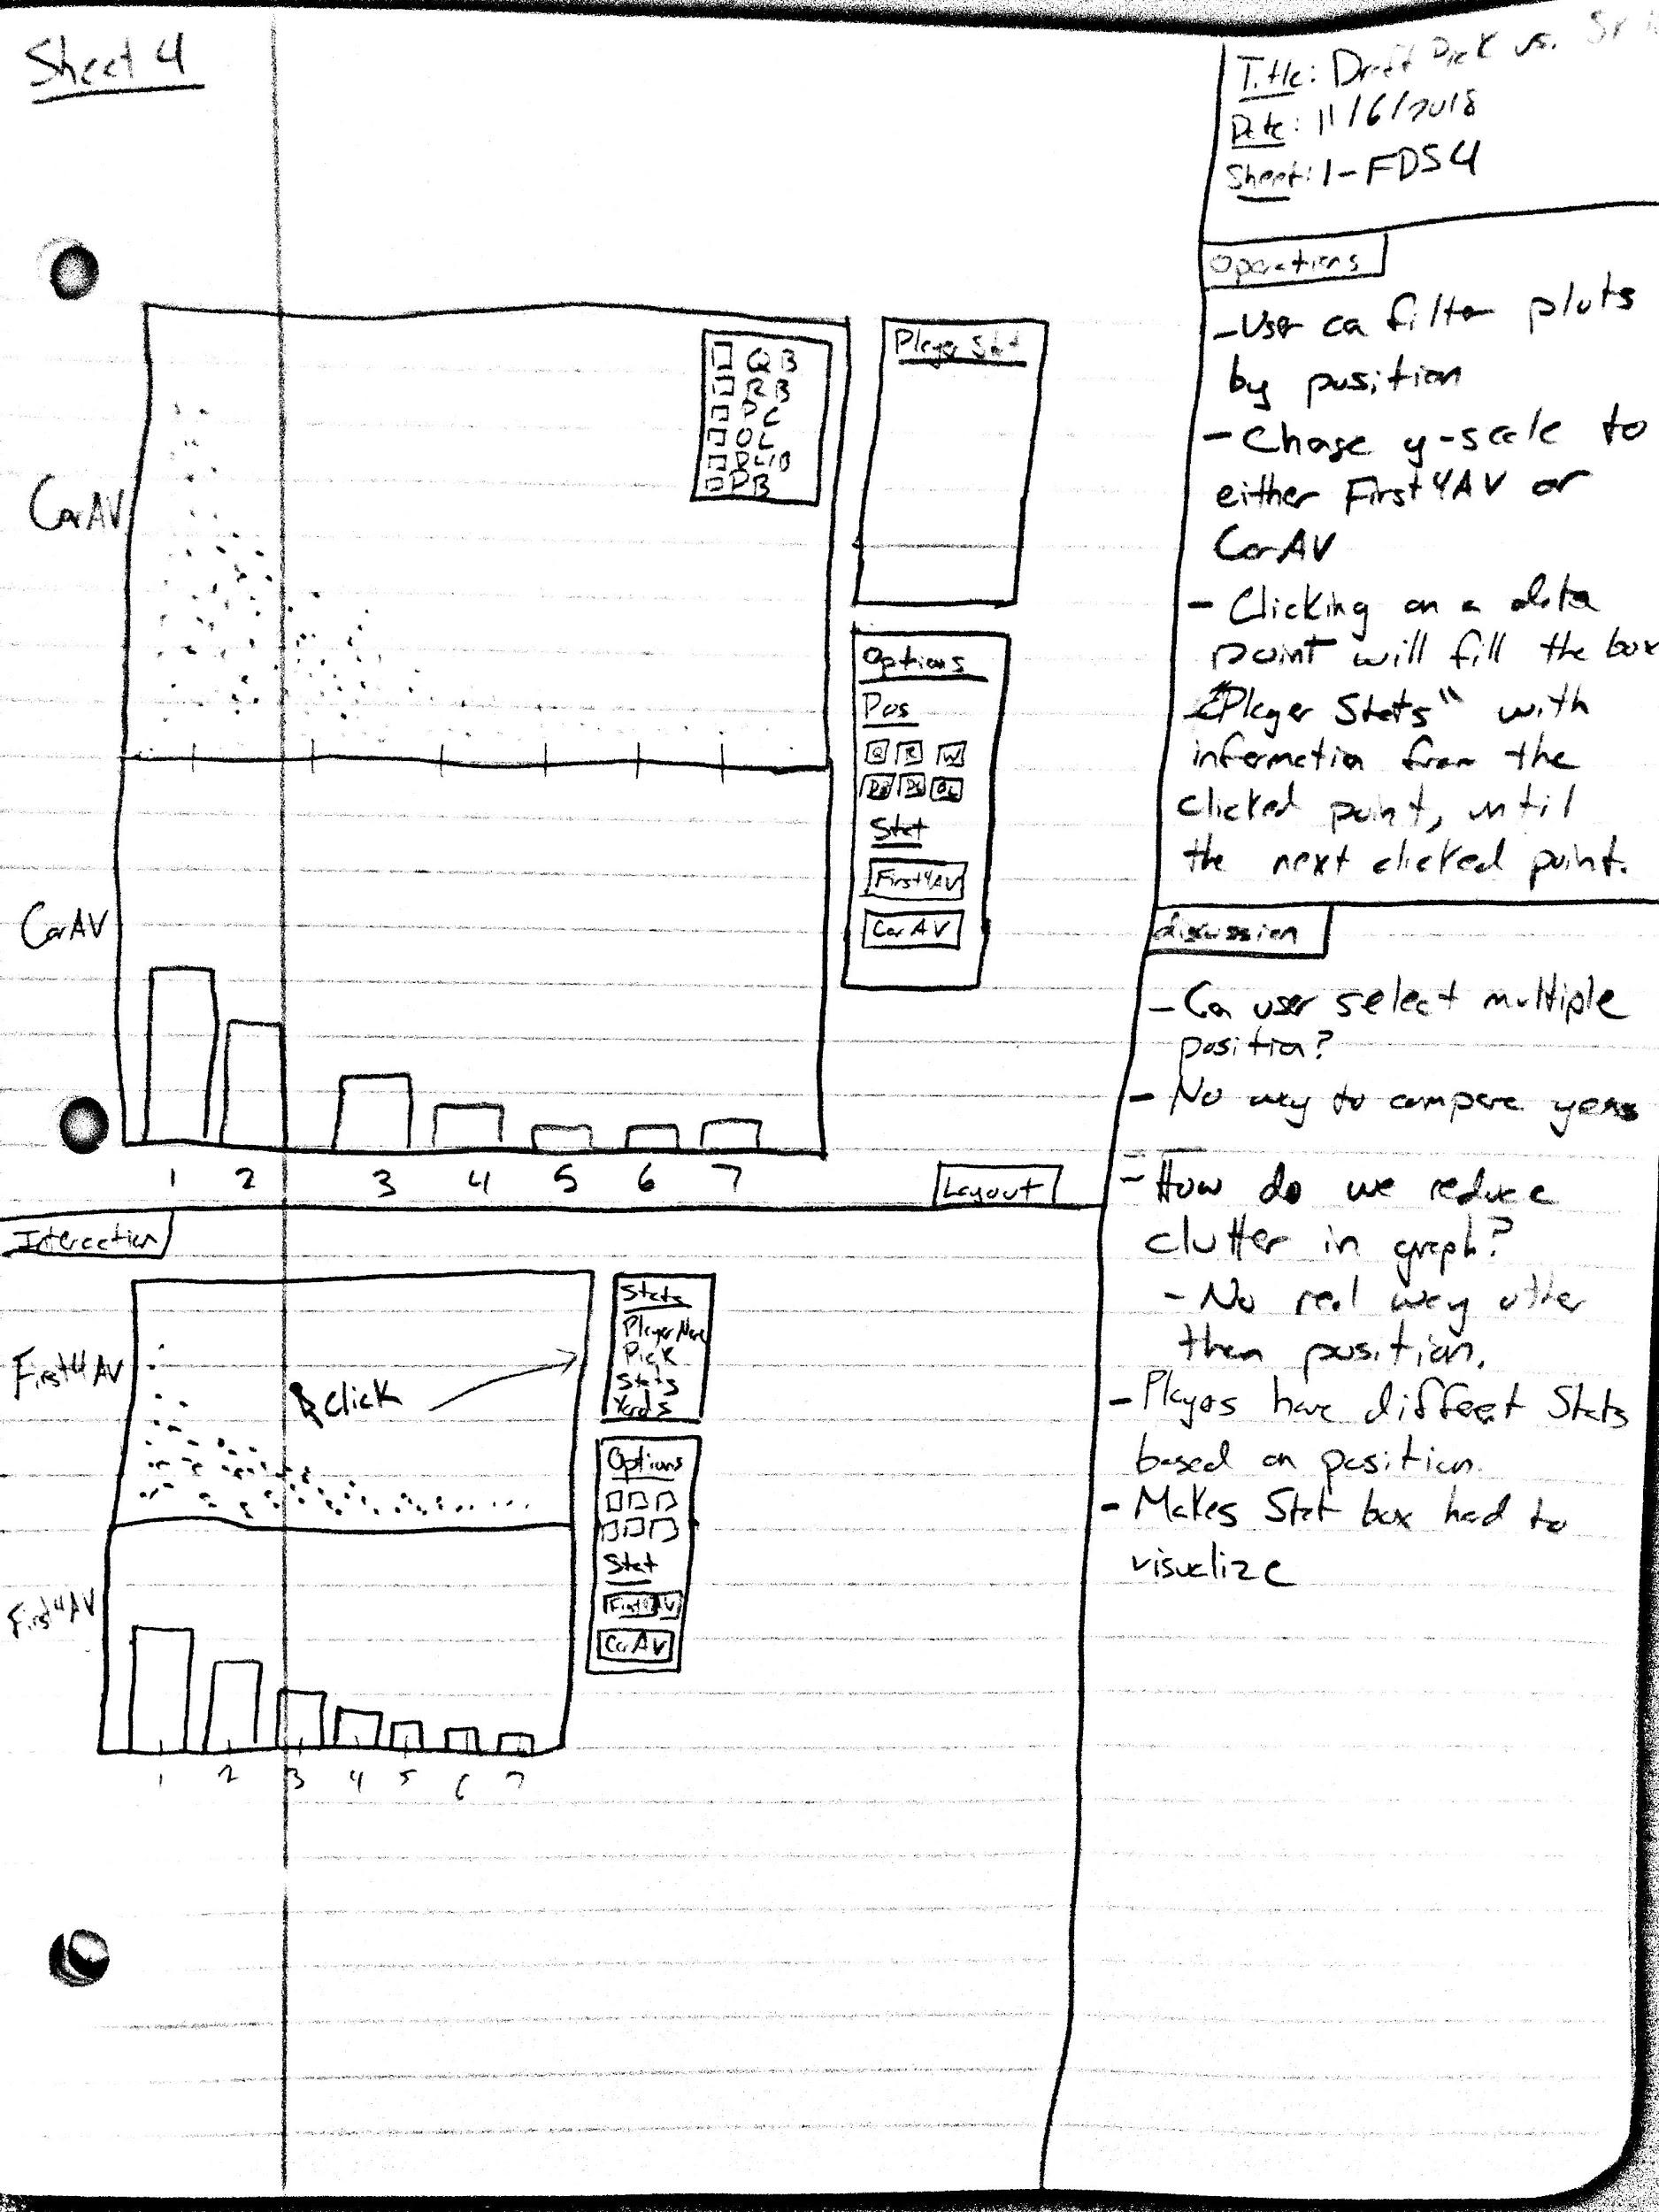 Sheet 4
Title: Draft Pick vs.
Date: 11/6/2018
Sheet: 1-FDS4
CarAV
QB
RB
OL
DB
Player Stat
Options
Pos
Q R W
Stat
First4AV
CarAV
CarAV
1 2 3 4 5 6 7
Layout
Operations
-User ca filter plots
by position
- Change y-scale to
either First4AV or
CarAV
- Clicking on a data
point will fill the box
"Player Stats" with
information from the
clicked point, until
the next clicked point.
discussion
- Can user select multiple
position?
- No way to compare years
- How do we reduce
clutter in graph?
- No real way other
than position.
- Players have different Stats
based on position.
- Makes Stat box had to
visualize
Interaction
First4AV
click
Stats
Player Name
Pick
Stats
Yards
Options
Stat
First4AV
CarAV
First4AV
1 2 3 4 5 6 7